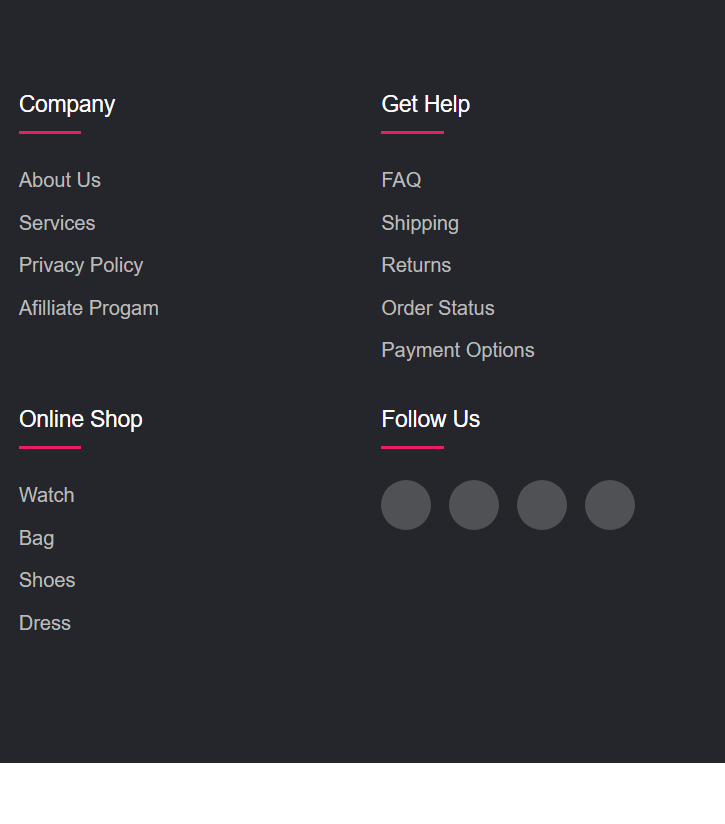 Company
About Us
Services
Privacy Policy
Afilliate Progam
Get Help
FAQ
Shipping
Returns
Order Status
Payment Options
Online Shop
Watch
Bag
Shoes
Dress
Follow Us